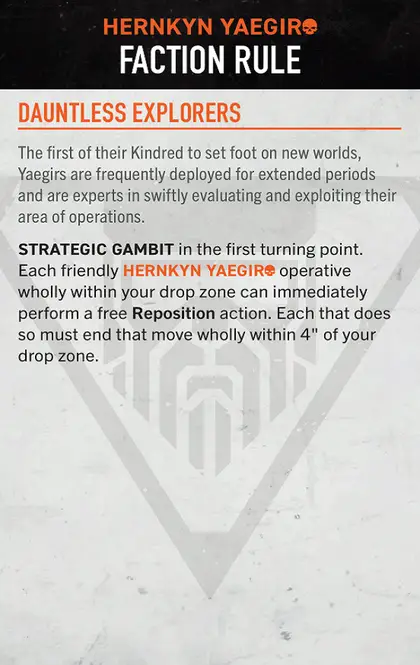 HERNKYN YAEGIR
FACTION RULE
DAUNTLESS EXPLORERS
The first of their Kindred to set foot on new worlds,
Yaegirs are frequently deployed for extended periods
and are experts in swiftly evaluating and exploiting their
area of operations.
STRATEGIC GAMBIT in the first turning point.
Each friendly HERNKYN YAEGIR operative
wholly within your drop zone can immediately
perform a free Reposition action. Each that does
so must end that move wholly within 4" of your
drop zone.